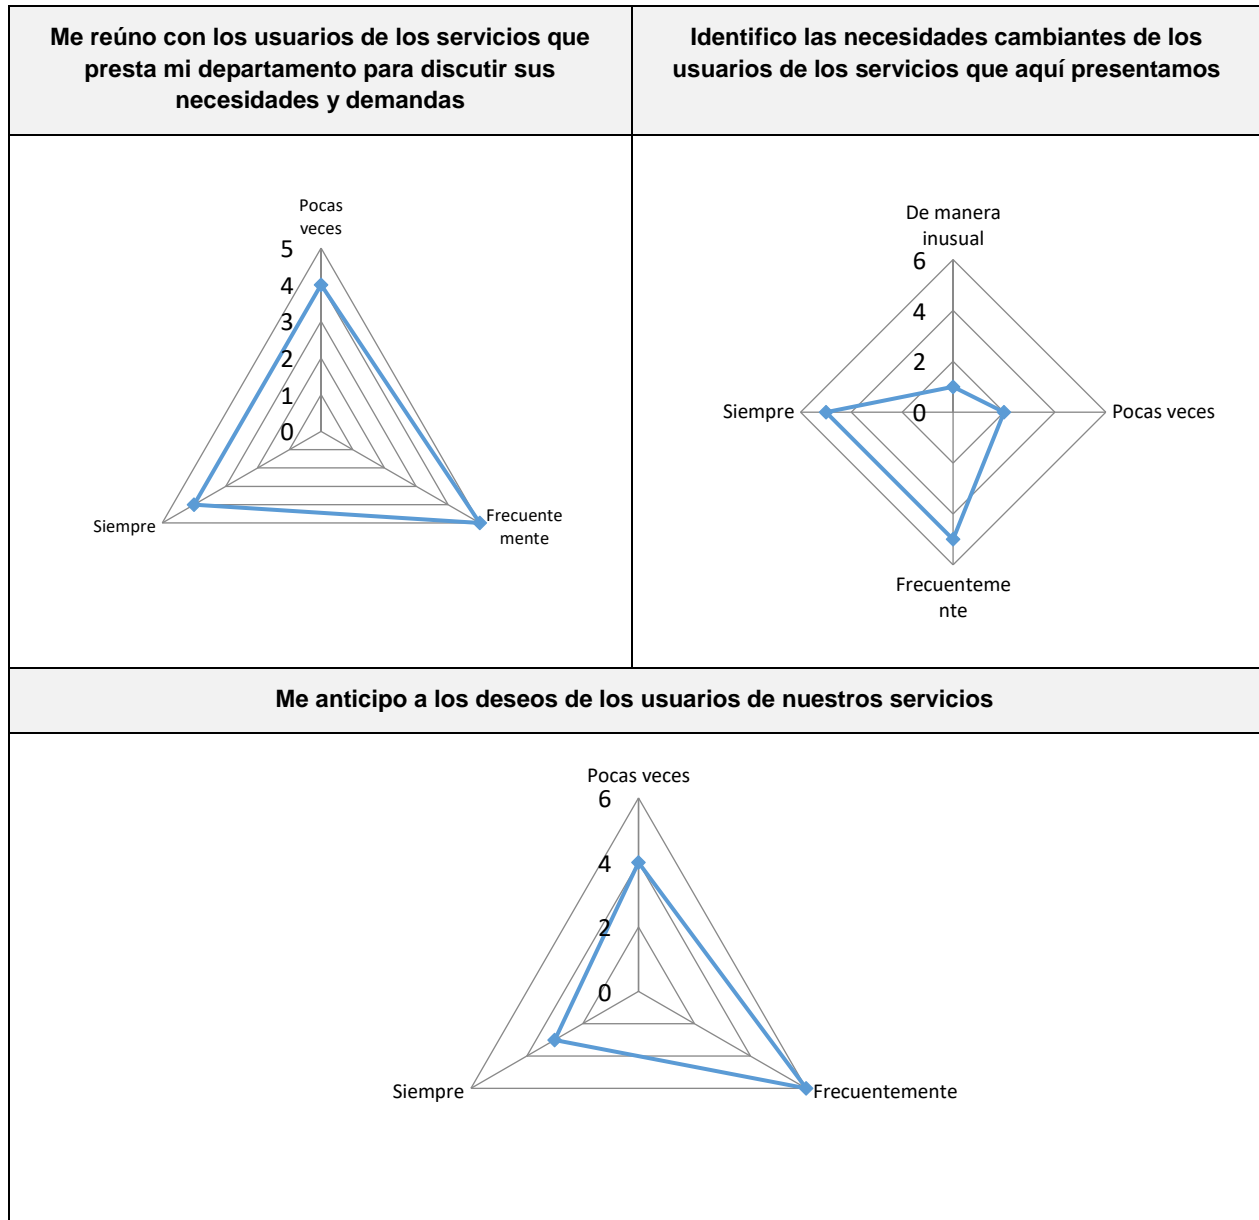 Me reúno con los usuarios de los servicios que
presta mi departamento para discutir sus
necesidades y demandas
Identifico las necesidades cambiantes de los
usuarios de los servicios que aquí presentamos
Pocas
veces
5
4
3
2
1
0
Siempre
Frecuente
mente
De manera
inusual
6
4
2
0
Siempre
Pocas veces
Frecuenteme
nte
Me anticipo a los deseos de los usuarios de nuestros servicios
Pocas veces
6
4
2
0
Siempre
Frecuentemente